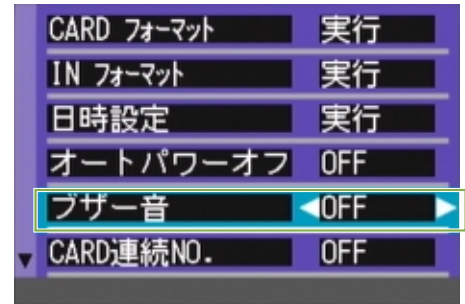 CARD フォーマット 実行
IN フォーマット 実行
日時設定 実行
オートパワーオフ OFF
ブザー音 OFF
CARD連続NO. OFF